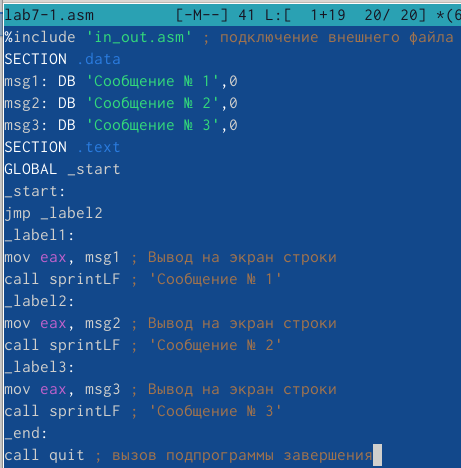 lab7-1.asm [-M--] 41 L:[ 1+19 20/ 20] *(6
%include 'in_out.asm' ; подключение внешнего файла
SECTION .data
msg1: DB 'Сообщение № 1',0
msg2: DB 'Сообщение № 2',0
msg3: DB 'Сообщение № 3',0
SECTION .text
GLOBAL _start
_start:
jmp _label2
_label1:
mov eax, msg1 ; Вывод на экран строки
call sprintLF ; 'Сообщение № 1'
_label2:
mov eax, msg2 ; Вывод на экран строки
call sprintLF ; 'Сообщение № 2'
_label3:
mov eax, msg3 ; Вывод на экран строки
call sprintLF ; 'Сообщение № 3'
_end:
call quit ; вызов подпрограммы завершения